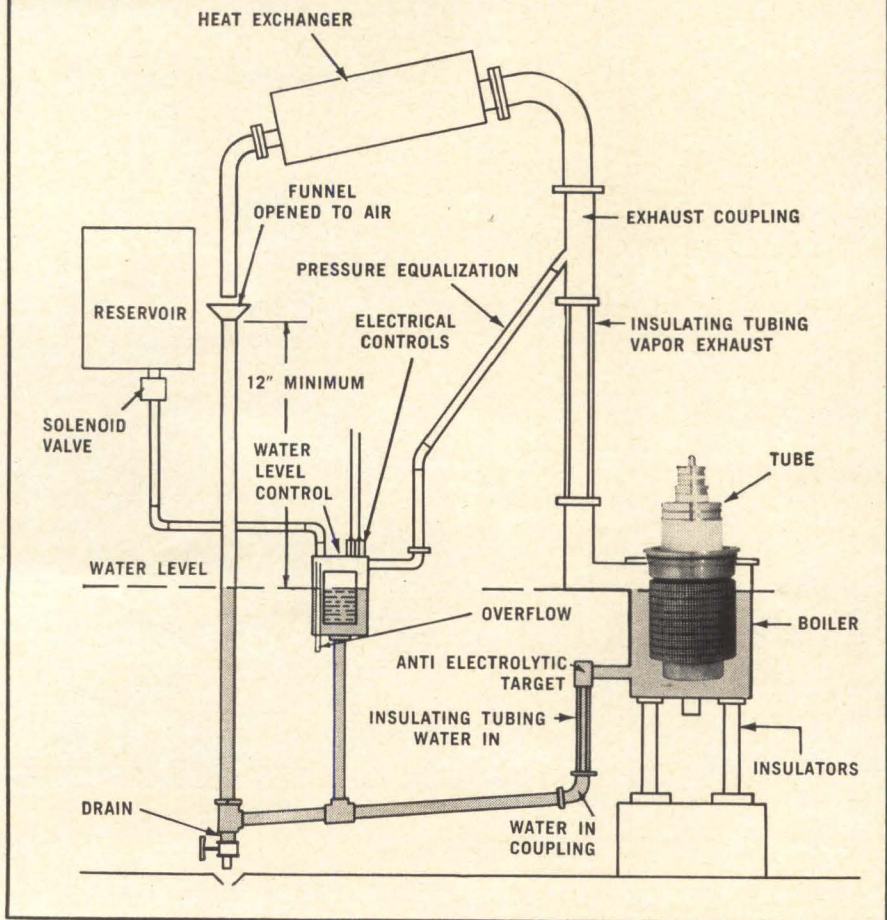 HEAT EXCHANGER
FUNNEL
OPENED TO AIR
EXHAUST COUPLING
PRESSURE EQUALIZATION
RESERVOIR
ELECTRICAL
CONTROLS
INSULATING TUBING
VAPOR EXHAUST
12" MINIMUM
SOLENOID
VALVE
WATER
LEVEL
CONTROL
TUBE
WATER LEVEL
OVERFLOW
BOILER
ANTI ELECTROLYTIC
TARGET
INSULATING TUBING
WATER IN
INSULATORS
DRAIN
WATER IN
COUPLING